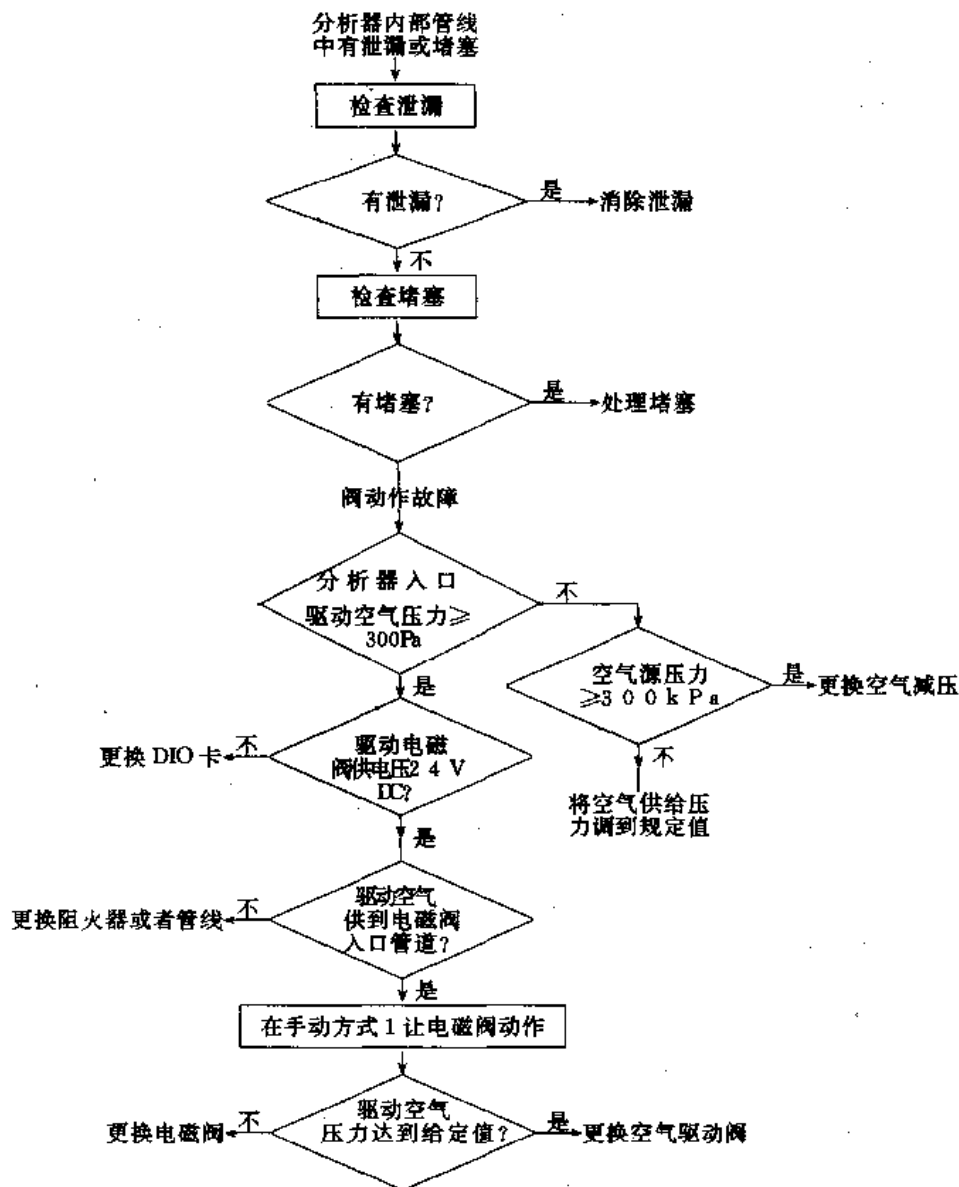 分析器内部管线
中有泄漏或堵塞
检查泄漏
有泄漏?
是
消除泄漏
不
检查堵塞
有堵塞?
是
处理堵塞
阀动作故障
分析器入口
驱动空气压力≥
300Pa
不
空气源压力
≥300kPa
是
更换空气减压
不
将空气供给压
力调到规定值
是
驱动电磁
阀供电压24V
DC?
不
更换DIO卡
是
驱动空气
供到电磁阀
入口管道?
不
更换阻火器或者管线
是
在手动方式1让电磁阀动作
驱动空气
压力达到给定值?
不
更换电磁阀
是
更换空气驱动阀